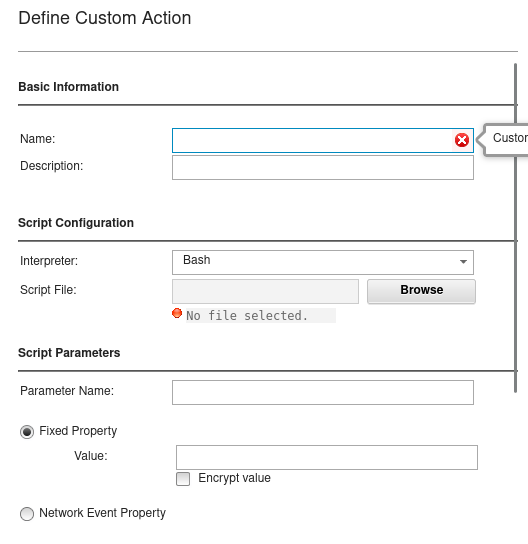 Define Custom Action
Basic Information
Name:
Custor
Description:
Script Configuration
Interpreter: Bash
Script File: Browse
No file selected.
Script Parameters
Parameter Name:
Fixed Property
Value:
Encrypt value
Network Event Property